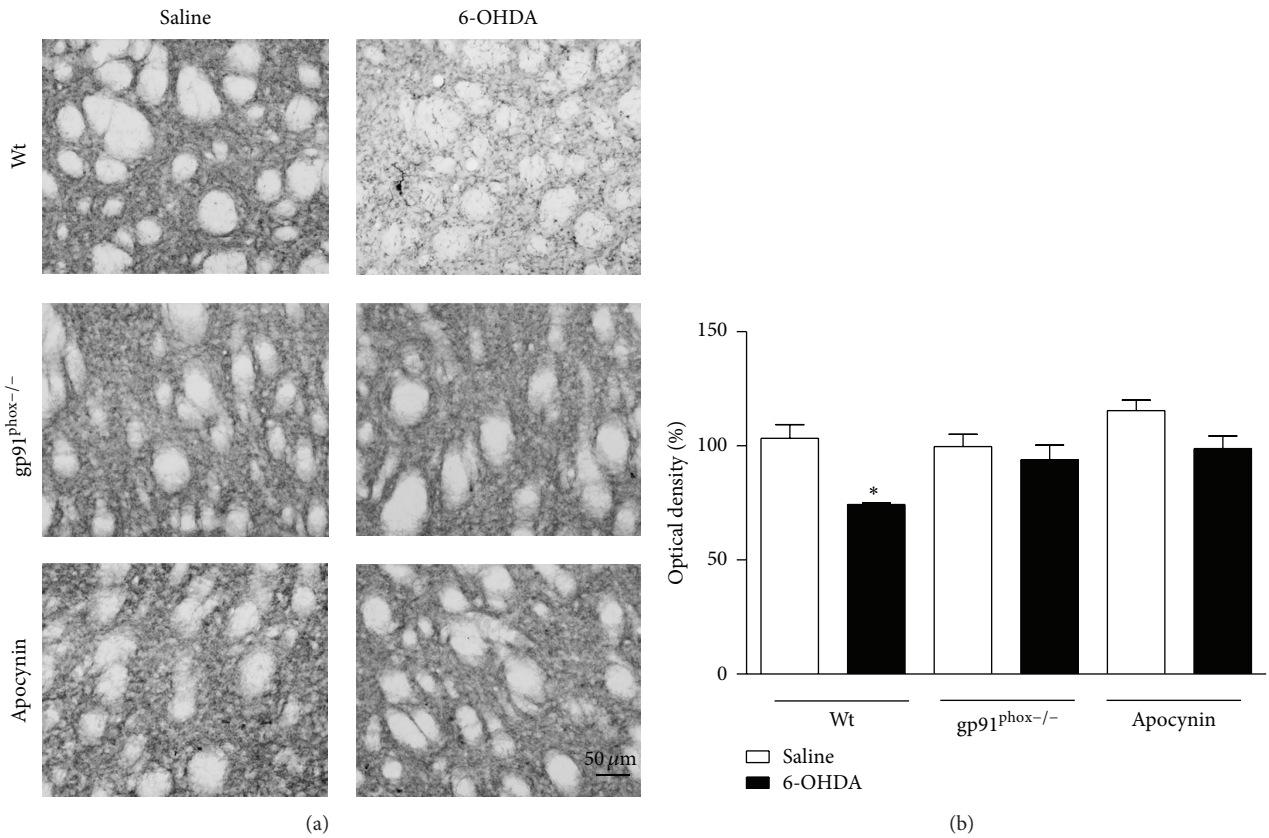 Saline 6-OHDA
Wt
gp91phox−/−
Apocynin
50 μm
(a)
Optical density (%)
150
100
50
0
*
Wt gp91phox−/− Apocynin
Saline
6-OHDA
(b)